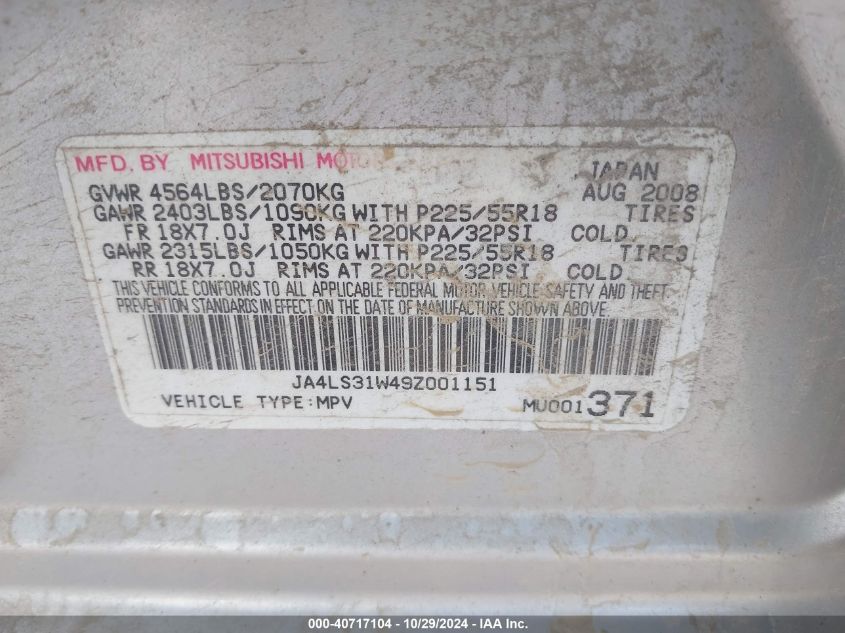 MFD. BY MITSUBISHI MOTO JAPAN
GVWR 4564LBS/2070KG AUG 2008
GAWR 2403LBS/1090KG WITH P225/55R18 TIRES
FR 18X7.0J RIMS AT 220KPA/32PSI COLD
GAWR 2315LBS/1050KG WITH P225/55R18 TIRES
RR 18X7.0J RIMS AT 220KPA/32PSI COLD
THIS VEHICLE CONFORMS TO ALL APPLICABLE FEDERAL MOTOR VEHICLE SAFETY AND THEFT
PREVENTION STANDARDS IN EFFECT ON THE DATE OF MANUFACTURE SHOWN ABOVE.
JA4LS31W49Z001151
VEHICLE TYPE:MPV MU001371
000-40717104 - 10/29/2024 - IAA Inc.